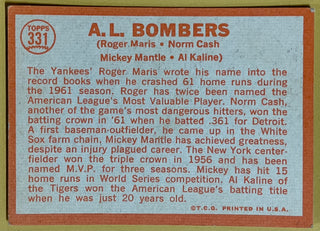 TOPPS
331
A.L. BOMBERS
(Roger Maris • Norm Cash
Mickey Mantle • Al Kaline)
The Yankees' Roger Maris wrote his name into the
record books when he crashed 61 home runs during
the 1961 season. Roger has twice been named the
American League's Most Valuable Player. Norm Cash,
another of the game's most dangerous hitters, won the
batting crown in '61 when he batted .361 for Detroit.
A first baseman-outfielder, he came up in the White
Sox farm chain. Mickey Mantle has achieved greatness,
despite an injury plagued career. The New York center-
fielder won the triple crown in 1956 and has been
named M.V.P. for three seasons. Mickey has hit 15
home runs in World Series competition. Al Kaline of
the Tigers won the American League's batting title
when he was just 20 years old.
©T.C.G. PRINTED IN U.S.A.